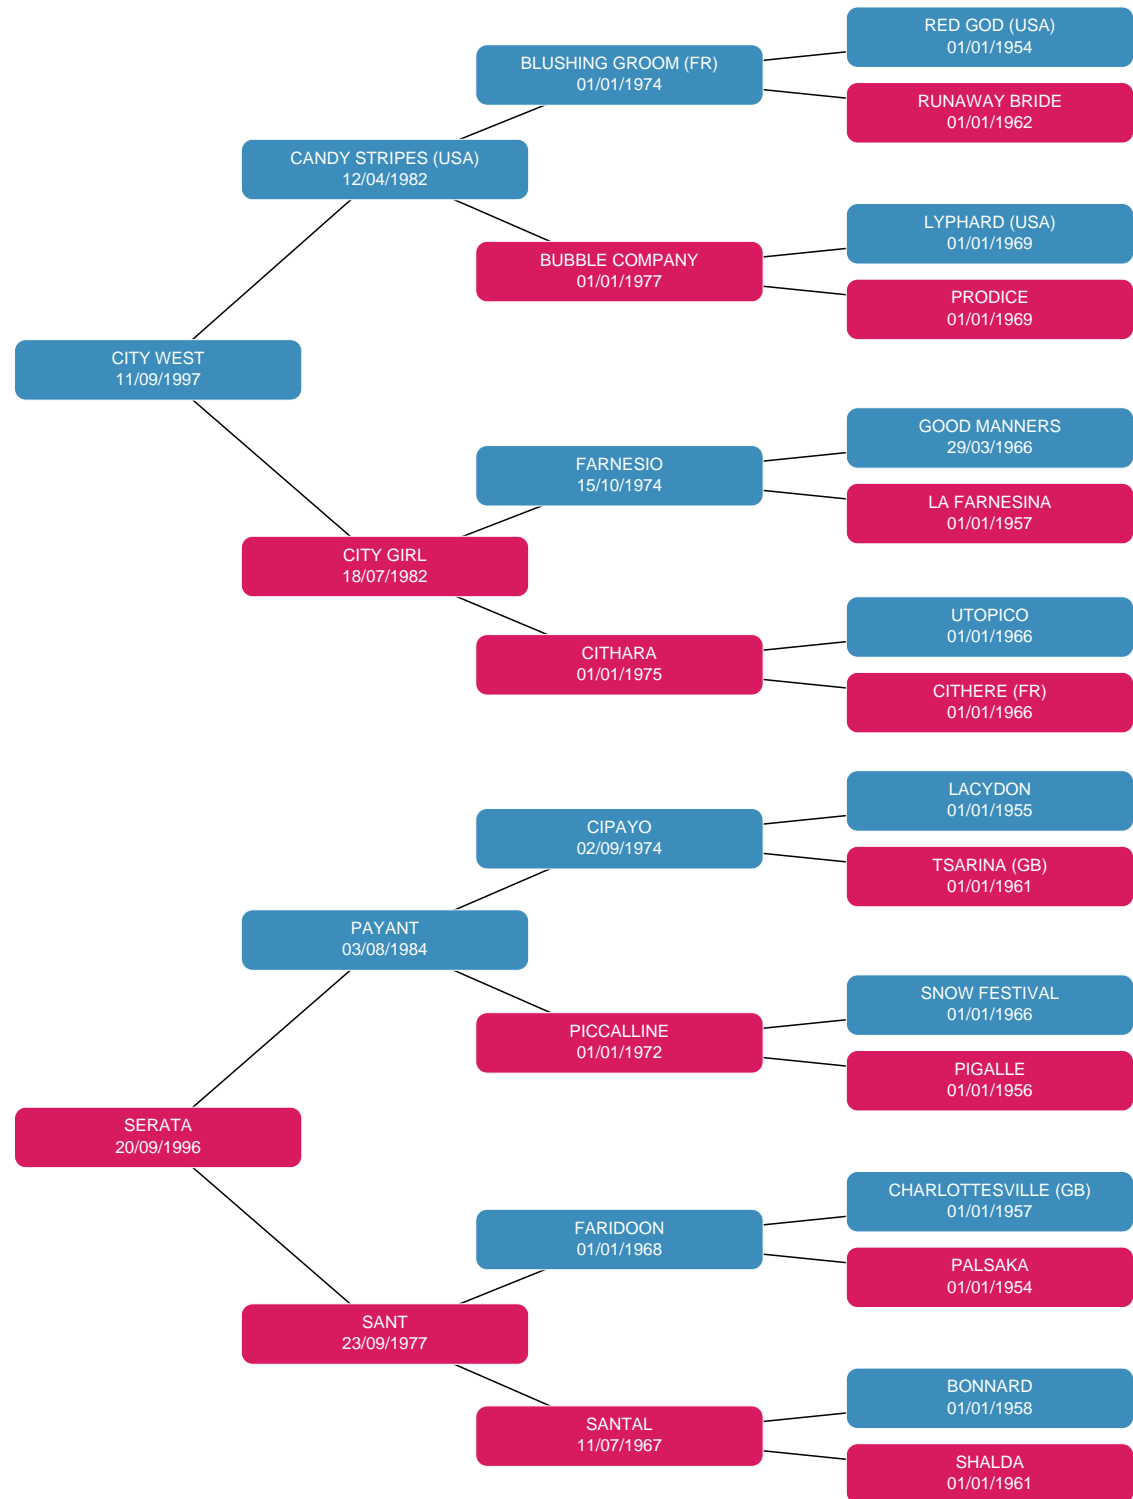 RED GOD (USA)
01/01/1954
BLUSHING GROOM (FR)
01/01/1974
RUNAWAY BRIDE
01/01/1962
CANDY STRIPES (USA)
12/04/1982
LYPHARD (USA)
01/01/1969
BUBBLE COMPANY
01/01/1977
PRODICE
01/01/1969
CITY WEST
11/09/1997
GOOD MANNERS
29/03/1966
FARNESIO
15/10/1974
LA FARNESINA
01/01/1957
CITY GIRL
18/07/1982
UTOPICO
01/01/1966
CITHARA
01/01/1975
CITHERE (FR)
01/01/1966
LACYDON
01/01/1955
CIPAYO
02/09/1974
TSARINA (GB)
01/01/1961
PAYANT
03/08/1984
SNOW FESTIVAL
01/01/1966
PICCALLINE
01/01/1972
PIGALLE
01/01/1956
SERATA
20/09/1996
CHARLOTTESVILLE (GB)
01/01/1957
FARIDOON
01/01/1968
PALSAKA
01/01/1954
SANT
23/09/1977
BONNARD
01/01/1958
SANTAL
11/07/1967
SHALDA
01/01/1961